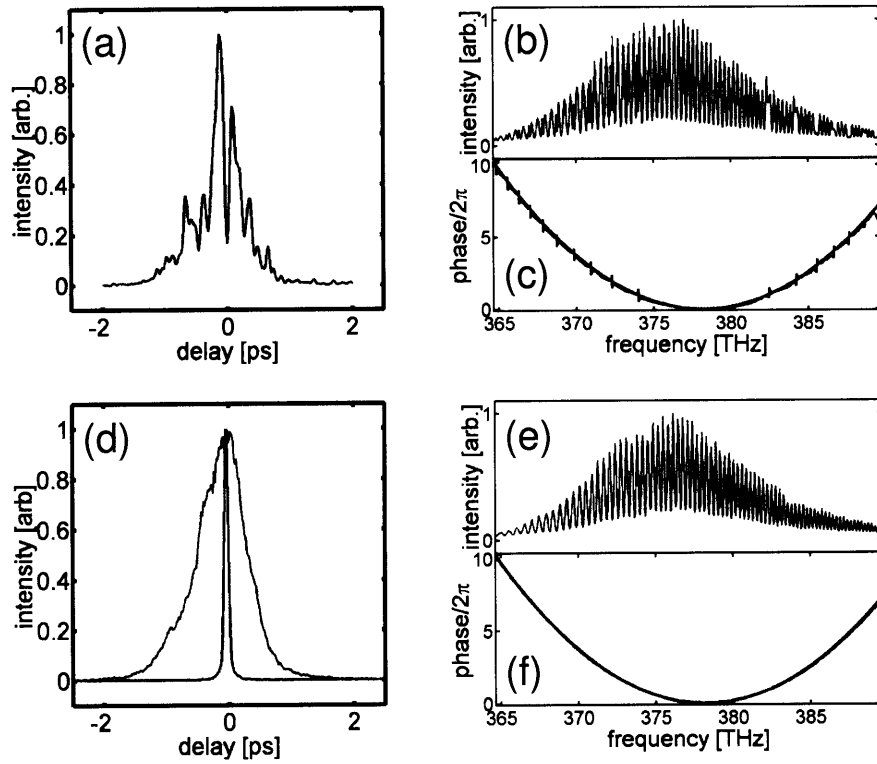 (a)
intensity [arb.]
1
0.8
0.6
0.4
0.2
0
-2
0
2
delay [ps]
(b)
intensity [arb.]
1
0
(c)
phase/2π
10
5
0
365
370
375
380
385
frequency [THz]
(d)
intensity [arb]
1
0.8
0.6
0.4
0.2
0
-2
0
2
delay [ps]
(e)
intensity [arb.]
1
0
(f)
phase/2π
10
5
0
365
370
375
380
385
frequency [THz]